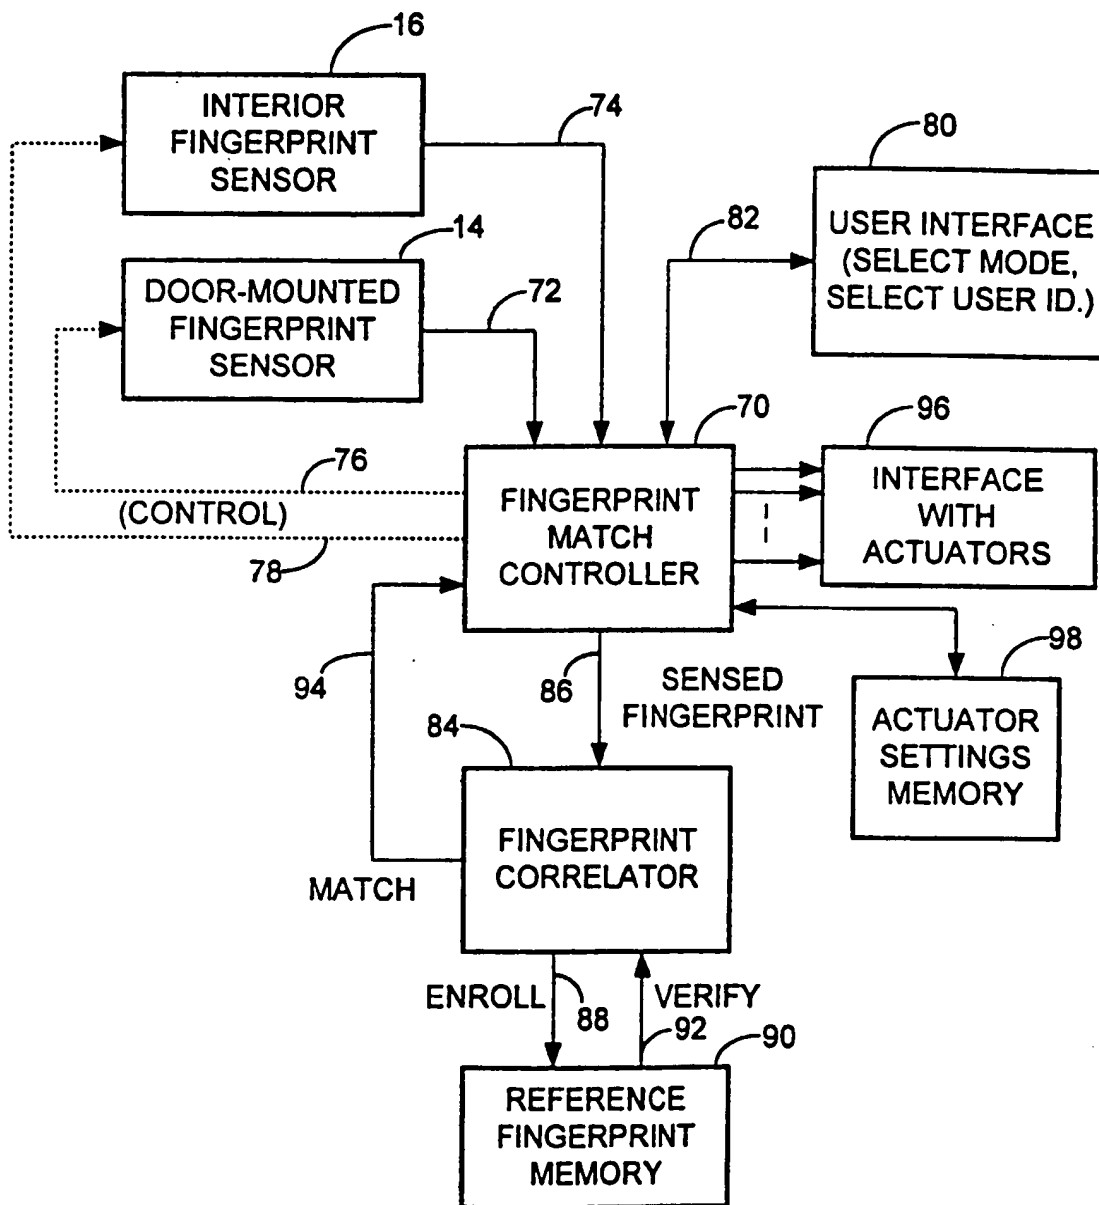 16
INTERIOR
FINGERPRINT
SENSOR
74
80
USER INTERFACE
(SELECT MODE,
SELECT USER ID.)
82
14
DOOR-MOUNTED
FINGERPRINT
SENSOR
72
70
96
INTERFACE
WITH
ACTUATORS
76
(CONTROL)
78
FINGERPRINT
MATCH
CONTROLLER
94
86
SENSED
FINGERPRINT
98
ACTUATOR
SETTINGS
MEMORY
84
FINGERPRINT
CORRELATOR
MATCH
ENROLL
88
VERIFY
92
90
REFERENCE
FINGERPRINT
MEMORY